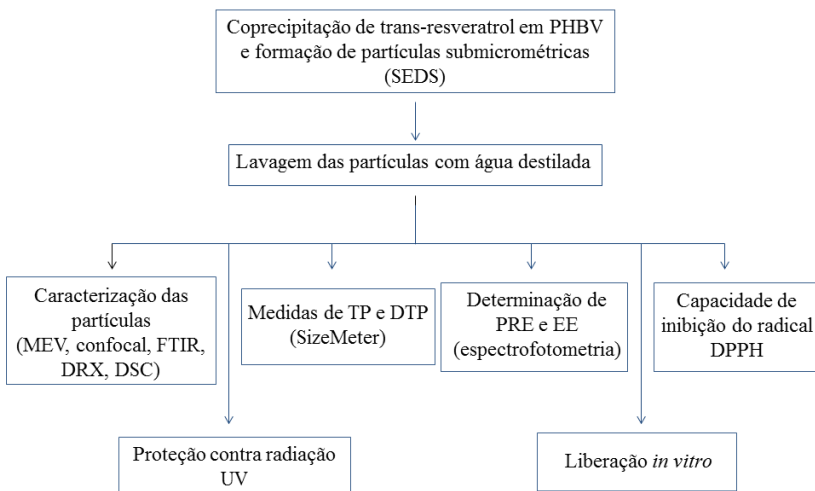 Coprecipitação de trans-resveratrol em PHBV
e formação de partículas submicrométricas
(SEDS)
Lavagem das partículas com água destilada
Caracterização das
partículas
(MEV, confocal, FTIR,
DRX, DSC)
Medidas de TP e DTP
(SizeMeter)
Determinação de
PRE e EE
(espectrofotometria)
Capacidade de
inibição do radical
DPPH
Proteção contra radiação
UV
Liberação in vitro